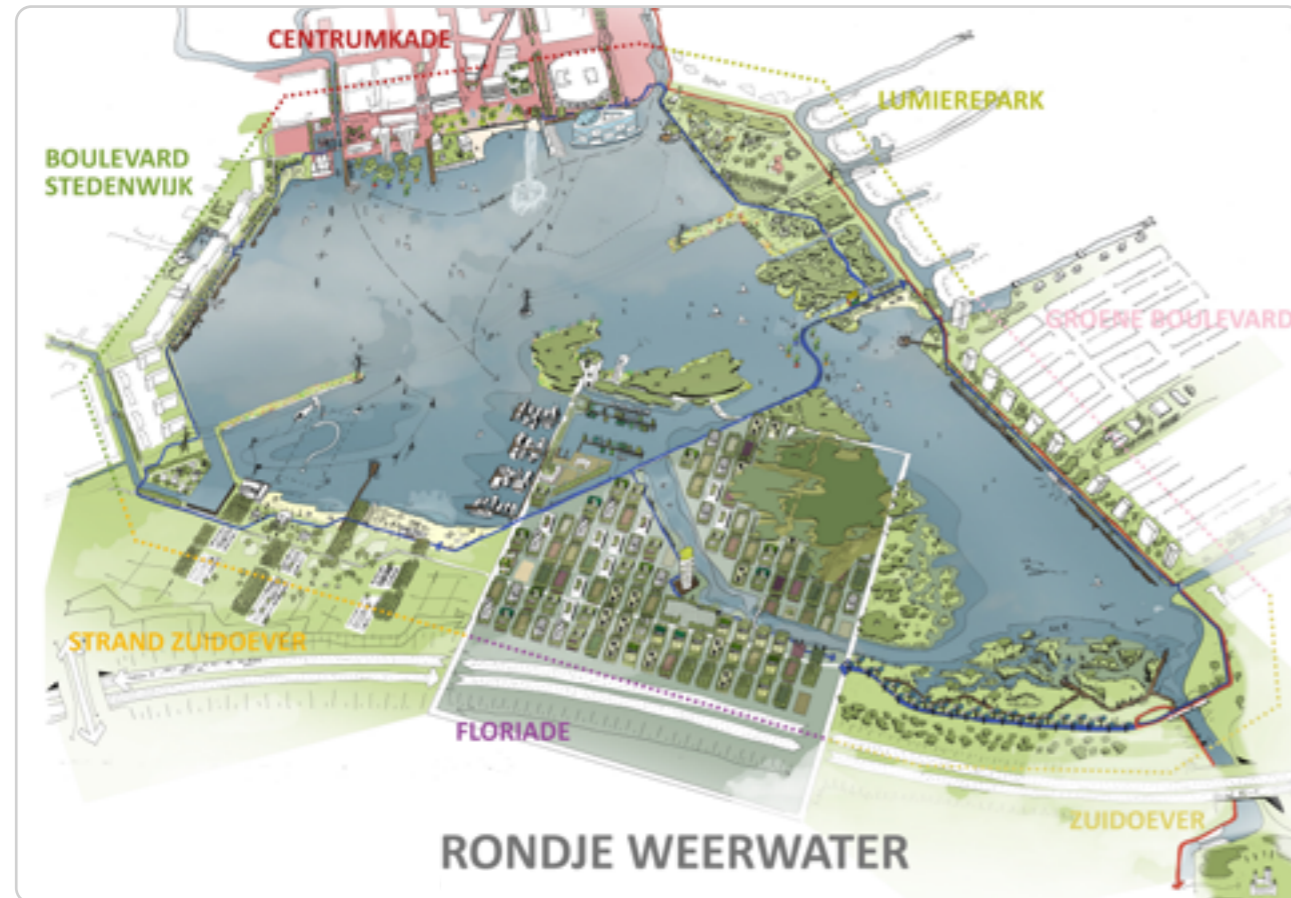 CENTRUMKADE
LUMIEREPARK
BOULEVARD
STEDENWIJK
GROENE BOULEVARD
STRAND ZUIDOEVER
FLORIADE
ZUIDOEVER
RONDJE WEERWATER